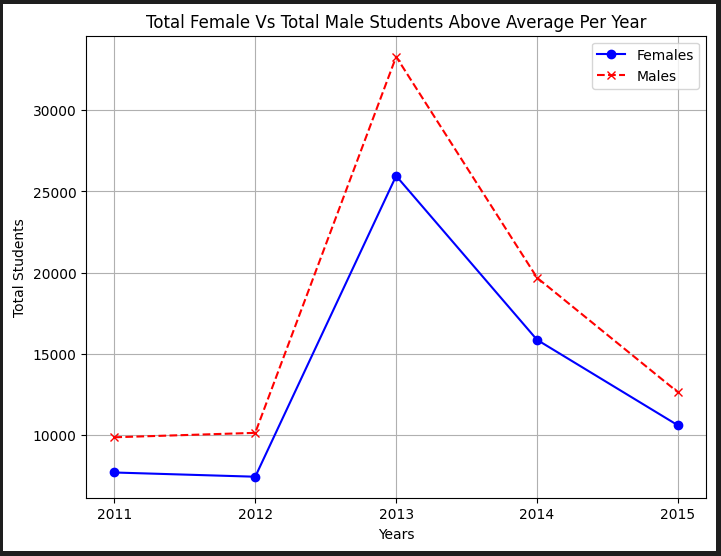 Total Female Vs Total Male Students Above Average Per Year
Females
Males
30000
25000
20000
15000
10000
Total Students
2011 2012 2013 2014 2015
Years